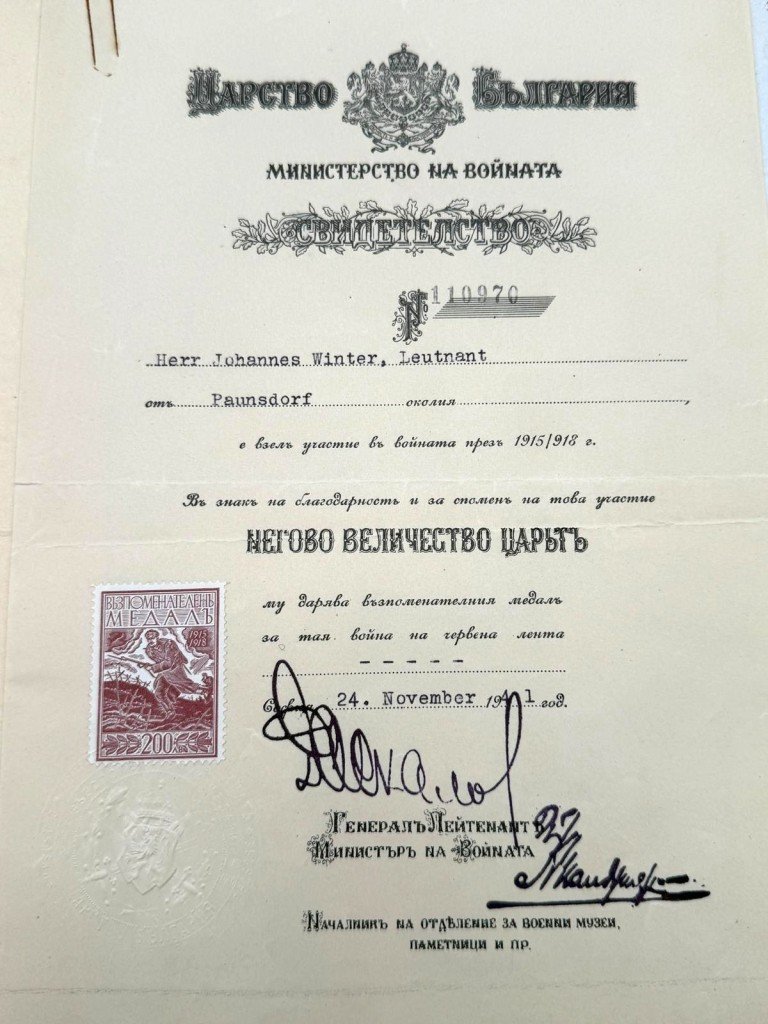 Царство България
Министерство на войната
Свидетелство
№ 110970
Herr Johannes Winter, Leutnant
отъ Paunsdorf околия ,
е взелъ участие въ войната презъ 1915/918 г.
Въ знакъ на благодарность и за споменъ на това участие
Негово Величество Царьтъ
му дарява възпоменателния медалъ
за тая война на червена лента
- - - - -
24. November 1941 год.
Генералъ Лейтенантъ
Министъръ на Войната
Началникъ на отдѣление за военни музеи,
паметници и пр.
ВЪЗПОМЕНАТЕЛЕНЪ
МЕДАЛЪ
1915
1918
200 ЛЕВА